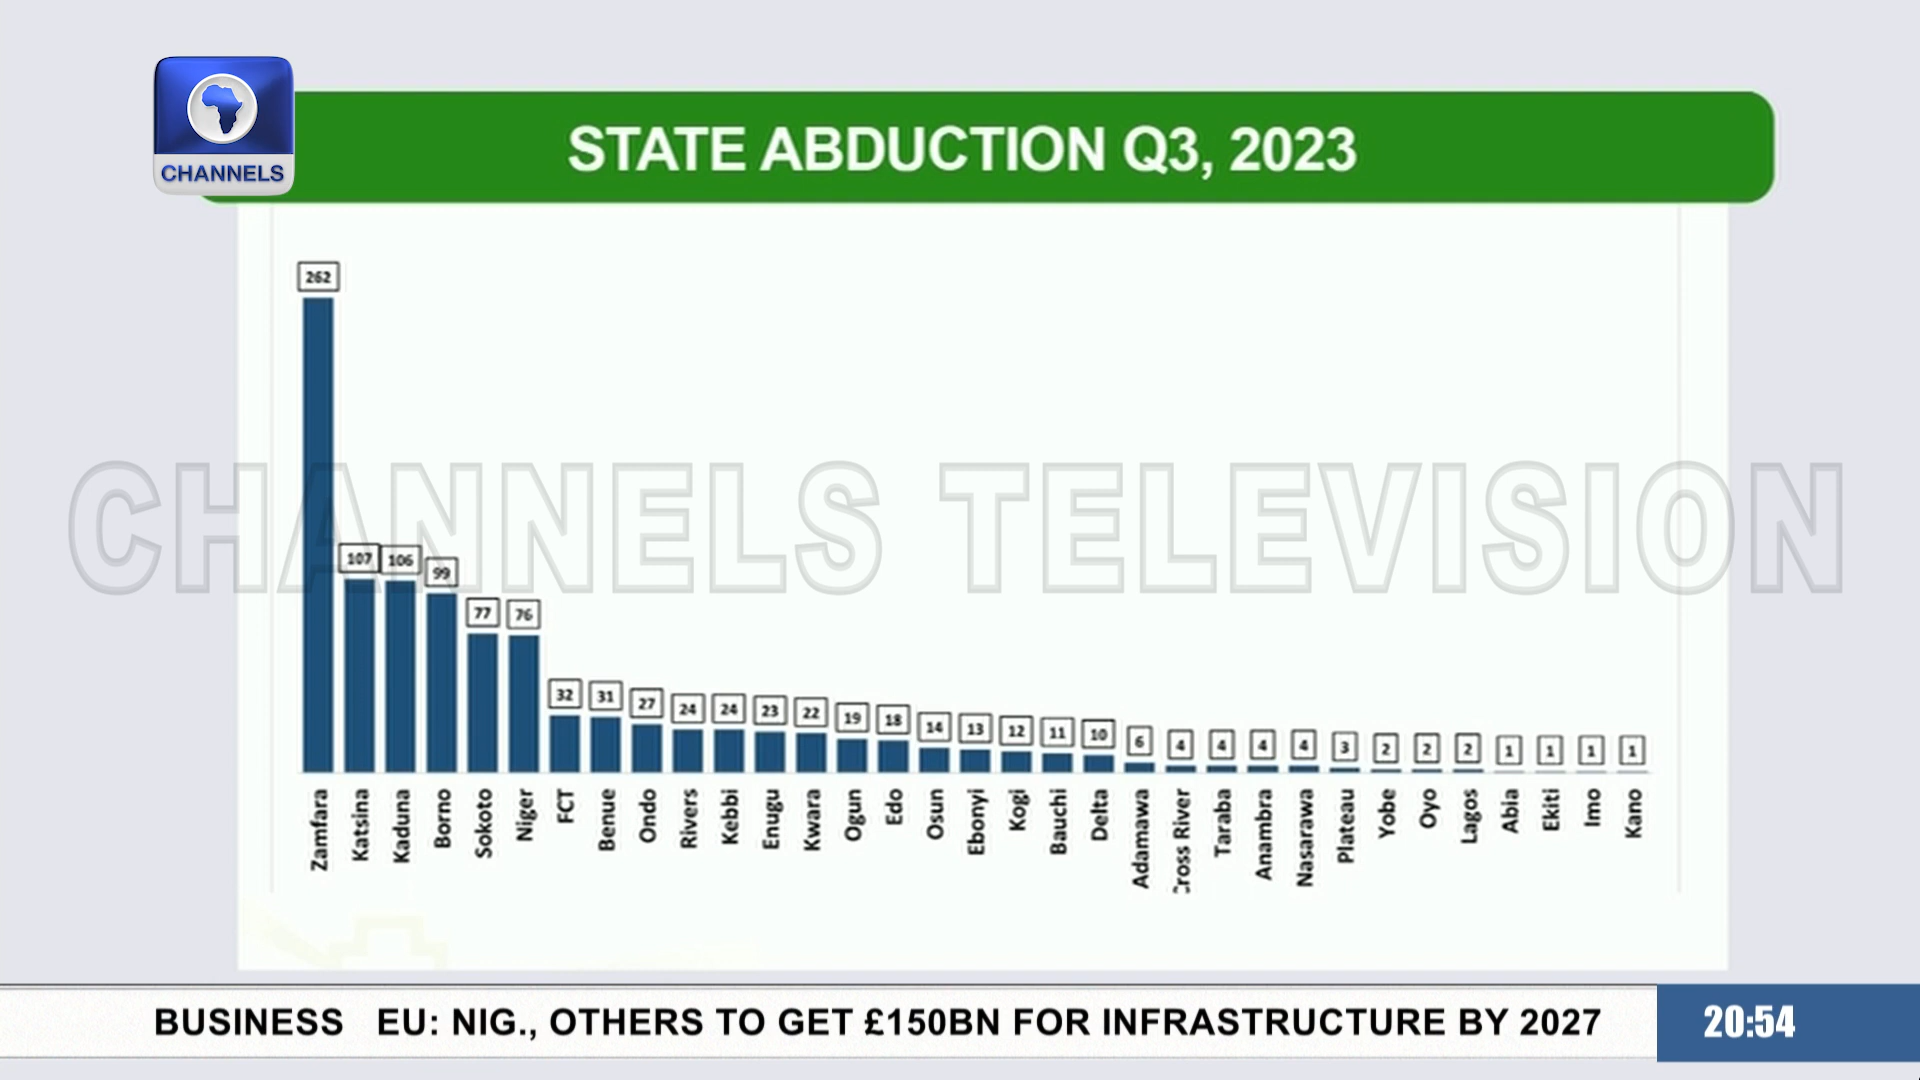 CHANNELS
STATE ABDUCTION Q3, 2023
262
107
106
99
77
76
32
31
27
24
24
23
22
19
18
14
13
12
11
10
6
4
4
4
4
3
2
2
2
1
1
1
1
CHANNELS TELEVISION
Zamfara
Katsina
Kaduna
Borno
Sokoto
Niger
FCT
Benue
Ondo
Rivers
Kebbi
Enugu
Kwara
Ogun
Edo
Osun
Ebonyi
Kogi
Bauchi
Delta
Adamawa
Cross River
Taraba
Anambra
Nasarawa
Plateau
Yobe
Oyo
Lagos
Abia
Ekiti
Imo
Kano
BUSINESS EU: NIG., OTHERS TO GET £150BN FOR INFRASTRUCTURE BY 2027
20:54